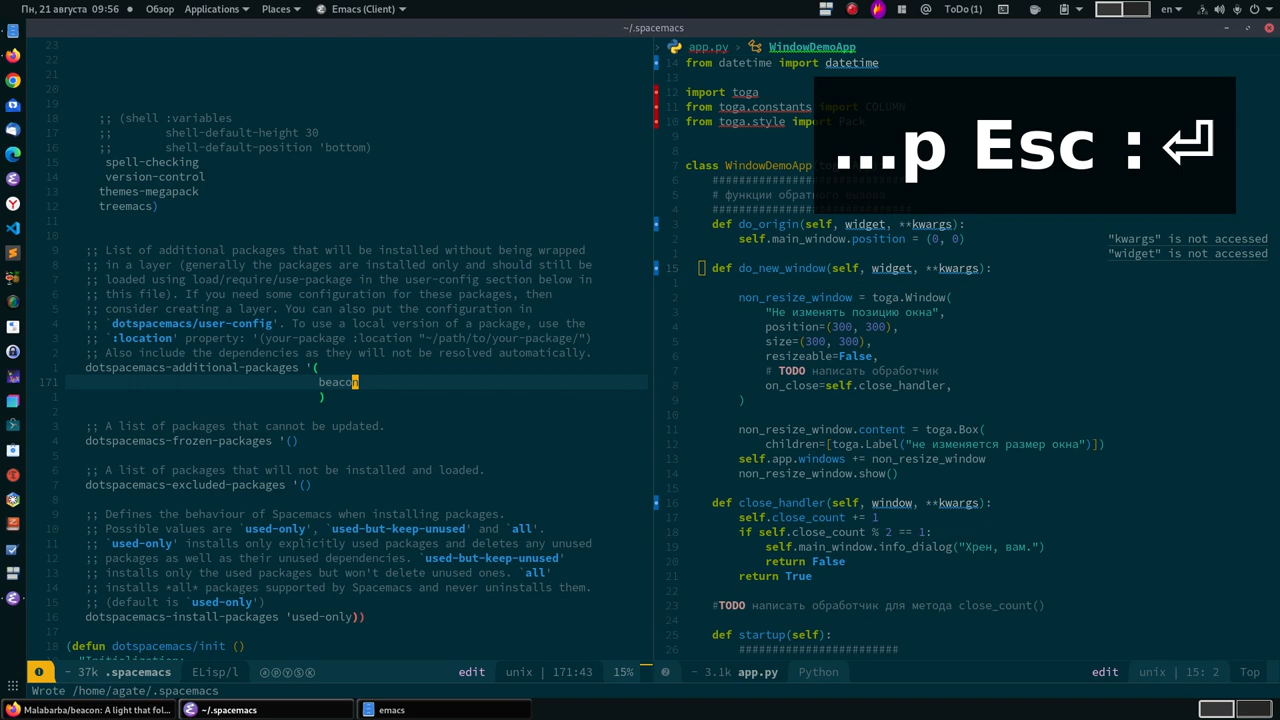 Пн, 21 августа 09:56 Обзор Applications Places Emacs (Client) ToDo (1) en
~/.spacemacs
23
22
21
20
19
18 ;; (shell :variables
17 ;; shell-default-height 30
16 ;; shell-default-position 'bottom)
15 spell-checking
14 version-control
13 themes-megapack
12 treemacs)
11
10
9 ;; List of additional packages that will be installed without being wrapped
8 ;; in a layer (generally the packages are installed only and should still be
7 ;; loaded using load/require/use-package in the user-config section below in
6 ;; this file). If you need some configuration for these packages, then
5 ;; consider creating a layer. You can also put the configuration in
4 ;; `dotspacemacs/user-config'. To use a local version of a package, use the
3 ;; `:location' property: '(your-package :location "~/path/to/your-package/")
2 ;; Also include the dependencies as they will not be resolved automatically.
1 dotspacemacs-additional-packages '(
171 beacon
1 )
2
3 ;; A list of packages that cannot be updated.
4 dotspacemacs-frozen-packages '()
5
6 ;; A list of packages that will not be installed and loaded.
7 dotspacemacs-excluded-packages '()
8
9 ;; Defines the behaviour of Spacemacs when installing packages.
10 ;; Possible values are `used-only', `used-but-keep-unused' and `all'.
11 ;; `used-only' installs only explicitly used packages and deletes any unused
12 ;; packages as well as their unused dependencies. `used-but-keep-unused'
13 ;; installs only the used packages but won't delete unused ones. `all'
14 ;; installs *all* packages supported by Spacemacs and never uninstalls them.
15 ;; (default is `used-only')
16 dotspacemacs-install-packages 'used-only))
17
18 (defun dotspacemacs/init ()
19 "Initialization:
- 37k .spacemacs ELisp/l edit unix | 171:43 15%
Wrote /home/agate/.spacemacs
› app.py › WindowDemoApp
14 from datetime import datetime
13
12 import toga
11 from toga.constants import COLUMN
10 from toga.style import Pack
9
8
7 class WindowDemoApp
6 ############################
5 # функции обратного вызова
4 ############################
3 def do_origin(self, widget, **kwargs):
2 self.main_window.position = (0, 0) "kwargs" is not accessed
1 "widget" is not accessed
15 def do_new_window(self, widget, **kwargs):
1
2 non_resize_window = toga.Window(
3 "Не изменять позицию окна",
4 position=(300, 300),
5 size=(300, 300),
6 resizeable=False,
7 # TODO написать обработчик
8 on_close=self.close_handler,
9 )
10
11 non_resize_window.content = toga.Box(
12 children=[toga.Label("не изменяется размер окна")])
13 self.app.windows += non_resize_window
14 non_resize_window.show()
15
16 def close_handler(self, window, **kwargs):
17 self.close_count += 1
18 if self.close_count % 2 == 1:
19 self.main_window.info_dialog("Хрен, вам.")
20 return False
21 return True
22
23 #TODO написать обработчик для метода close_count()
24
25 def startup(self):
26 ########################
- 3.1k app.py Python edit unix | 15: 2 Top
...p Esc : ⏎
Malabarba/beacon: A light that fol... ~/.spacemacs emacs